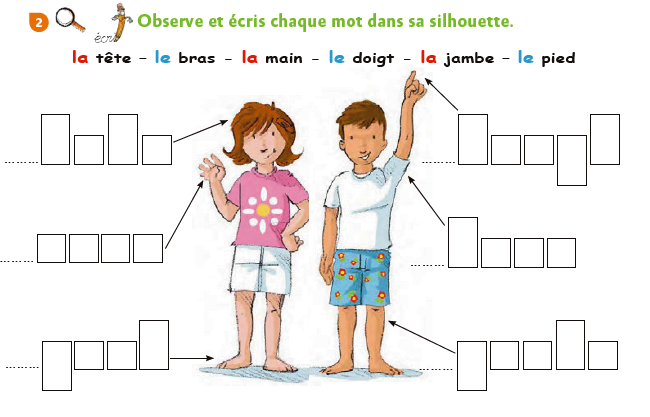 2 écris Observe et écris chaque mot dans sa silhouette.
la tête – le bras – la main – le doigt – la jambe – le pied